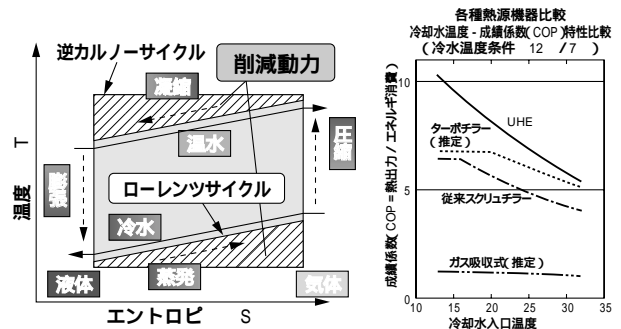 逆カルノーサイクル
削減動力
凝縮
温水
圧縮
膨張
ローレンツサイクル
冷水
蒸発
液体
気体
温度 T
エントロピ S
各種熱源機器比較
冷却水温度 - 成績係数( COP )特性比較
( 冷水温度条件 12 / 7 )
成績係数( COP = 熱出力 / エネルギ消費 )
10
5
0
UHE
ターボチラー
( 推定 )
従来スクリュチラー
ガス吸収式( 推定 )
10 15 20 25 30 35
冷却水入口温度